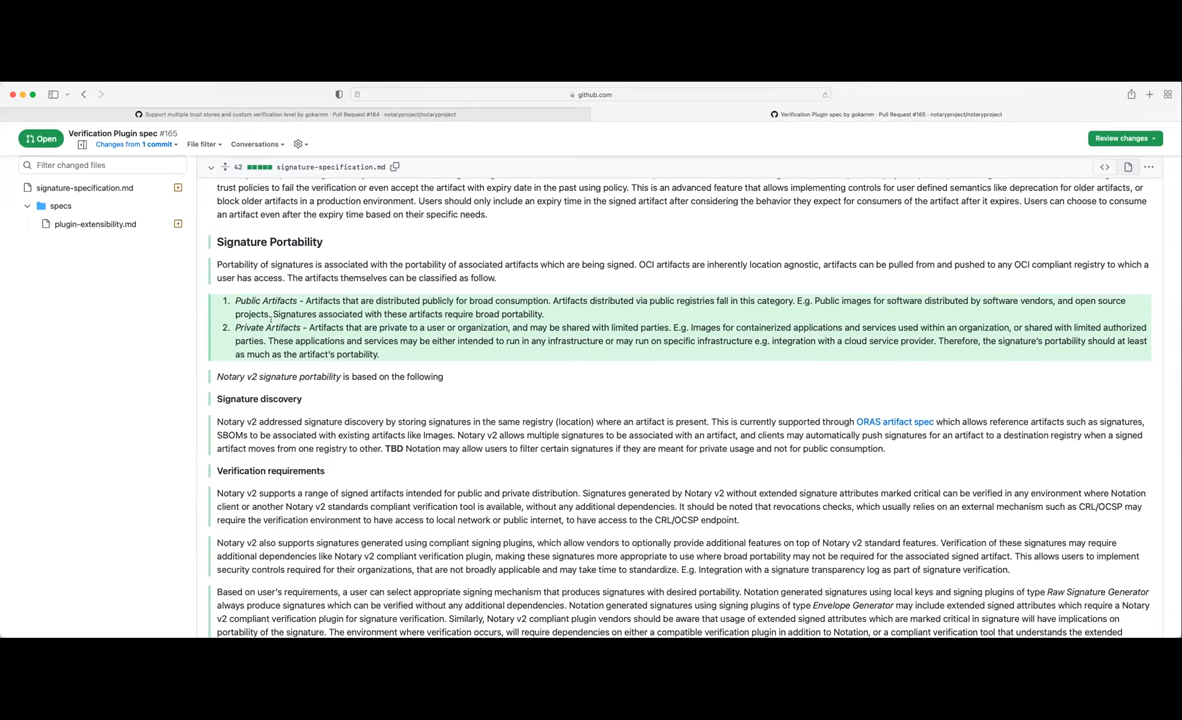 github.com
Support multiple trust stores and custom verification level by gokarnm · Pull Request #164 · notaryproject/notaryproject
Verification Plugin spec by gokarnm · Pull Request #165 · notaryproject/notaryproject
Open
Verification Plugin spec #165
Changes from 1 commit
File filter
Conversations
Review changes
Filter changed files
42
signature-specification.md
signature-specification.md
specs
plugin-extensibility.md
trust policies to fail the verification or even accept the artifact with expiry date in the past using policy. This is an advanced feature that allows implementing controls for user defined semantics like deprecation for older artifacts, or
block older artifacts in a production environment. Users should only include an expiry time in the signed artifact after considering the behavior they expect for consumers of the artifact after it expires. Users can choose to consume
an artifact even after the expiry time based on their specific needs.
Signature Portability
Portability of signatures is associated with the portability of associated artifacts which are being signed. OCI artifacts are inherently location agnostic, artifacts can be pulled from and pushed to any OCI compliant registry to which a
user has access. The artifacts themselves can be classified as follow.
1. Public Artifacts - Artifacts that are distributed publicly for broad consumption. Artifacts distributed via public registries fall in this category. E.g. Public images for software distributed by software vendors, and open source
projects. Signatures associated with these artifacts require broad portability.
2. Private Artifacts - Artifacts that are private to a user or organization, and may be shared with limited parties. E.g. Images for containerized applications and services used within an organization, or shared with limited authorized
parties. These applications and services may be either intended to run in any infrastructure or may run on specific infrastructure e.g. integration with a cloud service provider. Therefore, the signature's portability should at least
as much as the artifact's portability.
Notary v2 signature portability is based on the following
Signature discovery
Notary v2 addressed signature discovery by storing signatures in the same registry (location) where an artifact is present. This is currently supported through ORAS artifact spec which allows reference artifacts such as signatures,
SBOMs to be associated with existing artifacts like Images. Notary v2 allows multiple signatures to be associated with an artifact, and clients may automatically push signatures for an artifact to a destination registry when a signed
artifact moves from one registry to other. TBD Notation may allow users to filter certain signatures if they are meant for private usage and not for public consumption.
Verification requirements
Notary v2 supports a range of signed artifacts intended for public and private distribution. Signatures generated by Notary v2 without extended signature attributes marked critical can be verified in any environment where Notation
client or another Notary v2 standards compliant verification tool is available, without any additional dependencies. It should be noted that revocations checks, which usually relies on an external mechanism such as CRL/OCSP may
require the verification environment to have access to local network or public internet, to have access to the CRL/OCSP endpoint.
Notary v2 also supports signatures generated using compliant signing plugins, which allow vendors to optionally provide additional features on top of Notary v2 standard features. Verification of these signatures may require
additional dependencies like Notary v2 compliant verification plugin, making these signatures more appropriate to use where broad portability may not be required for the associated signed artifact. This allows users to implement
security controls required for their organizations, that are not broadly applicable and may take time to standardize. E.g. Integration with a signature transparency log as part of signature verification.
Based on user's requirements, a user can select appropriate signing mechanism that produces signatures with desired portability. Notation generated signatures using local keys and signing plugins of type Raw Signature Generator
always produce signatures which can be verified without any additional dependencies. Notation generated signatures using signing plugins of type Envelope Generator may include extended signed attributes which require a Notary
v2 compliant verification plugin for signature verification. Similarly, Notary v2 compliant plugin vendors should be aware that usage of extended signed attributes which are marked critical in signature will have implications on
portability of the signature. The environment where verification occurs, will require dependencies on either a compatible verification plugin in addition to Notation, or a compliant verification tool that understands the extended